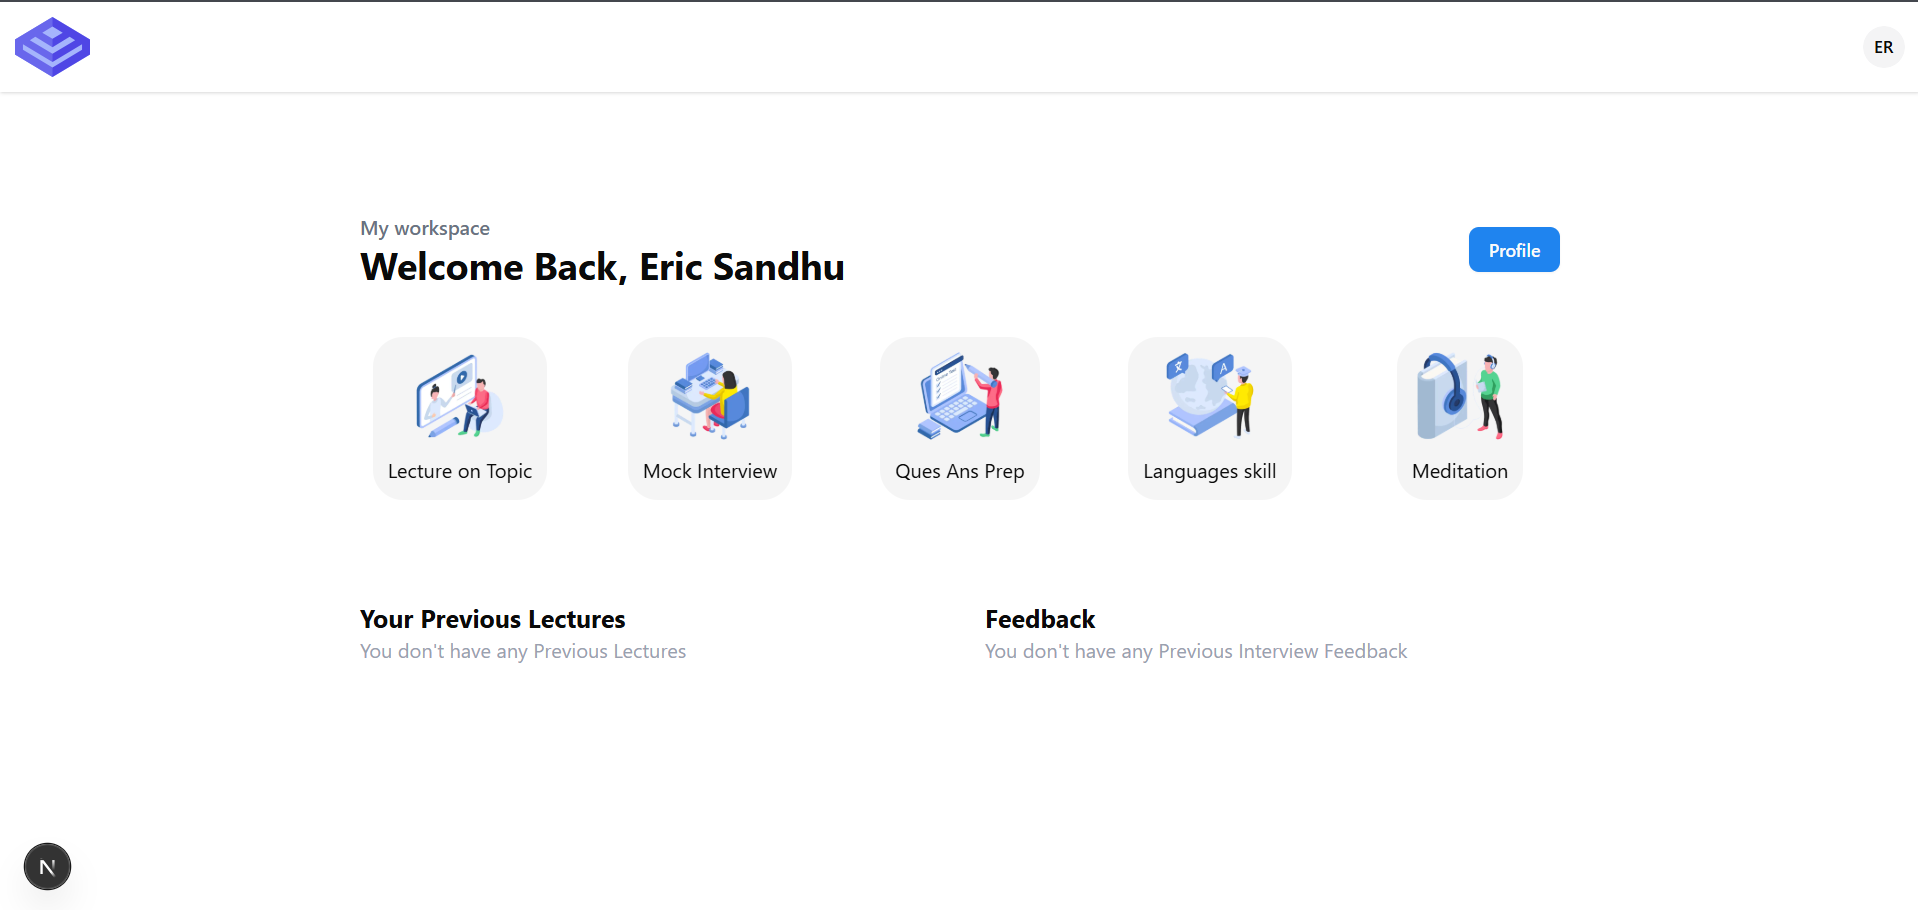 ER
My workspace
Welcome Back, Eric Sandhu
Profile
Lecture on Topic
Mock Interview
Ques Ans Prep
A
Languages skill
Meditation
Your Previous Lectures
You don't have any Previous Lectures
Feedback
You don't have any Previous Interview Feedback
N